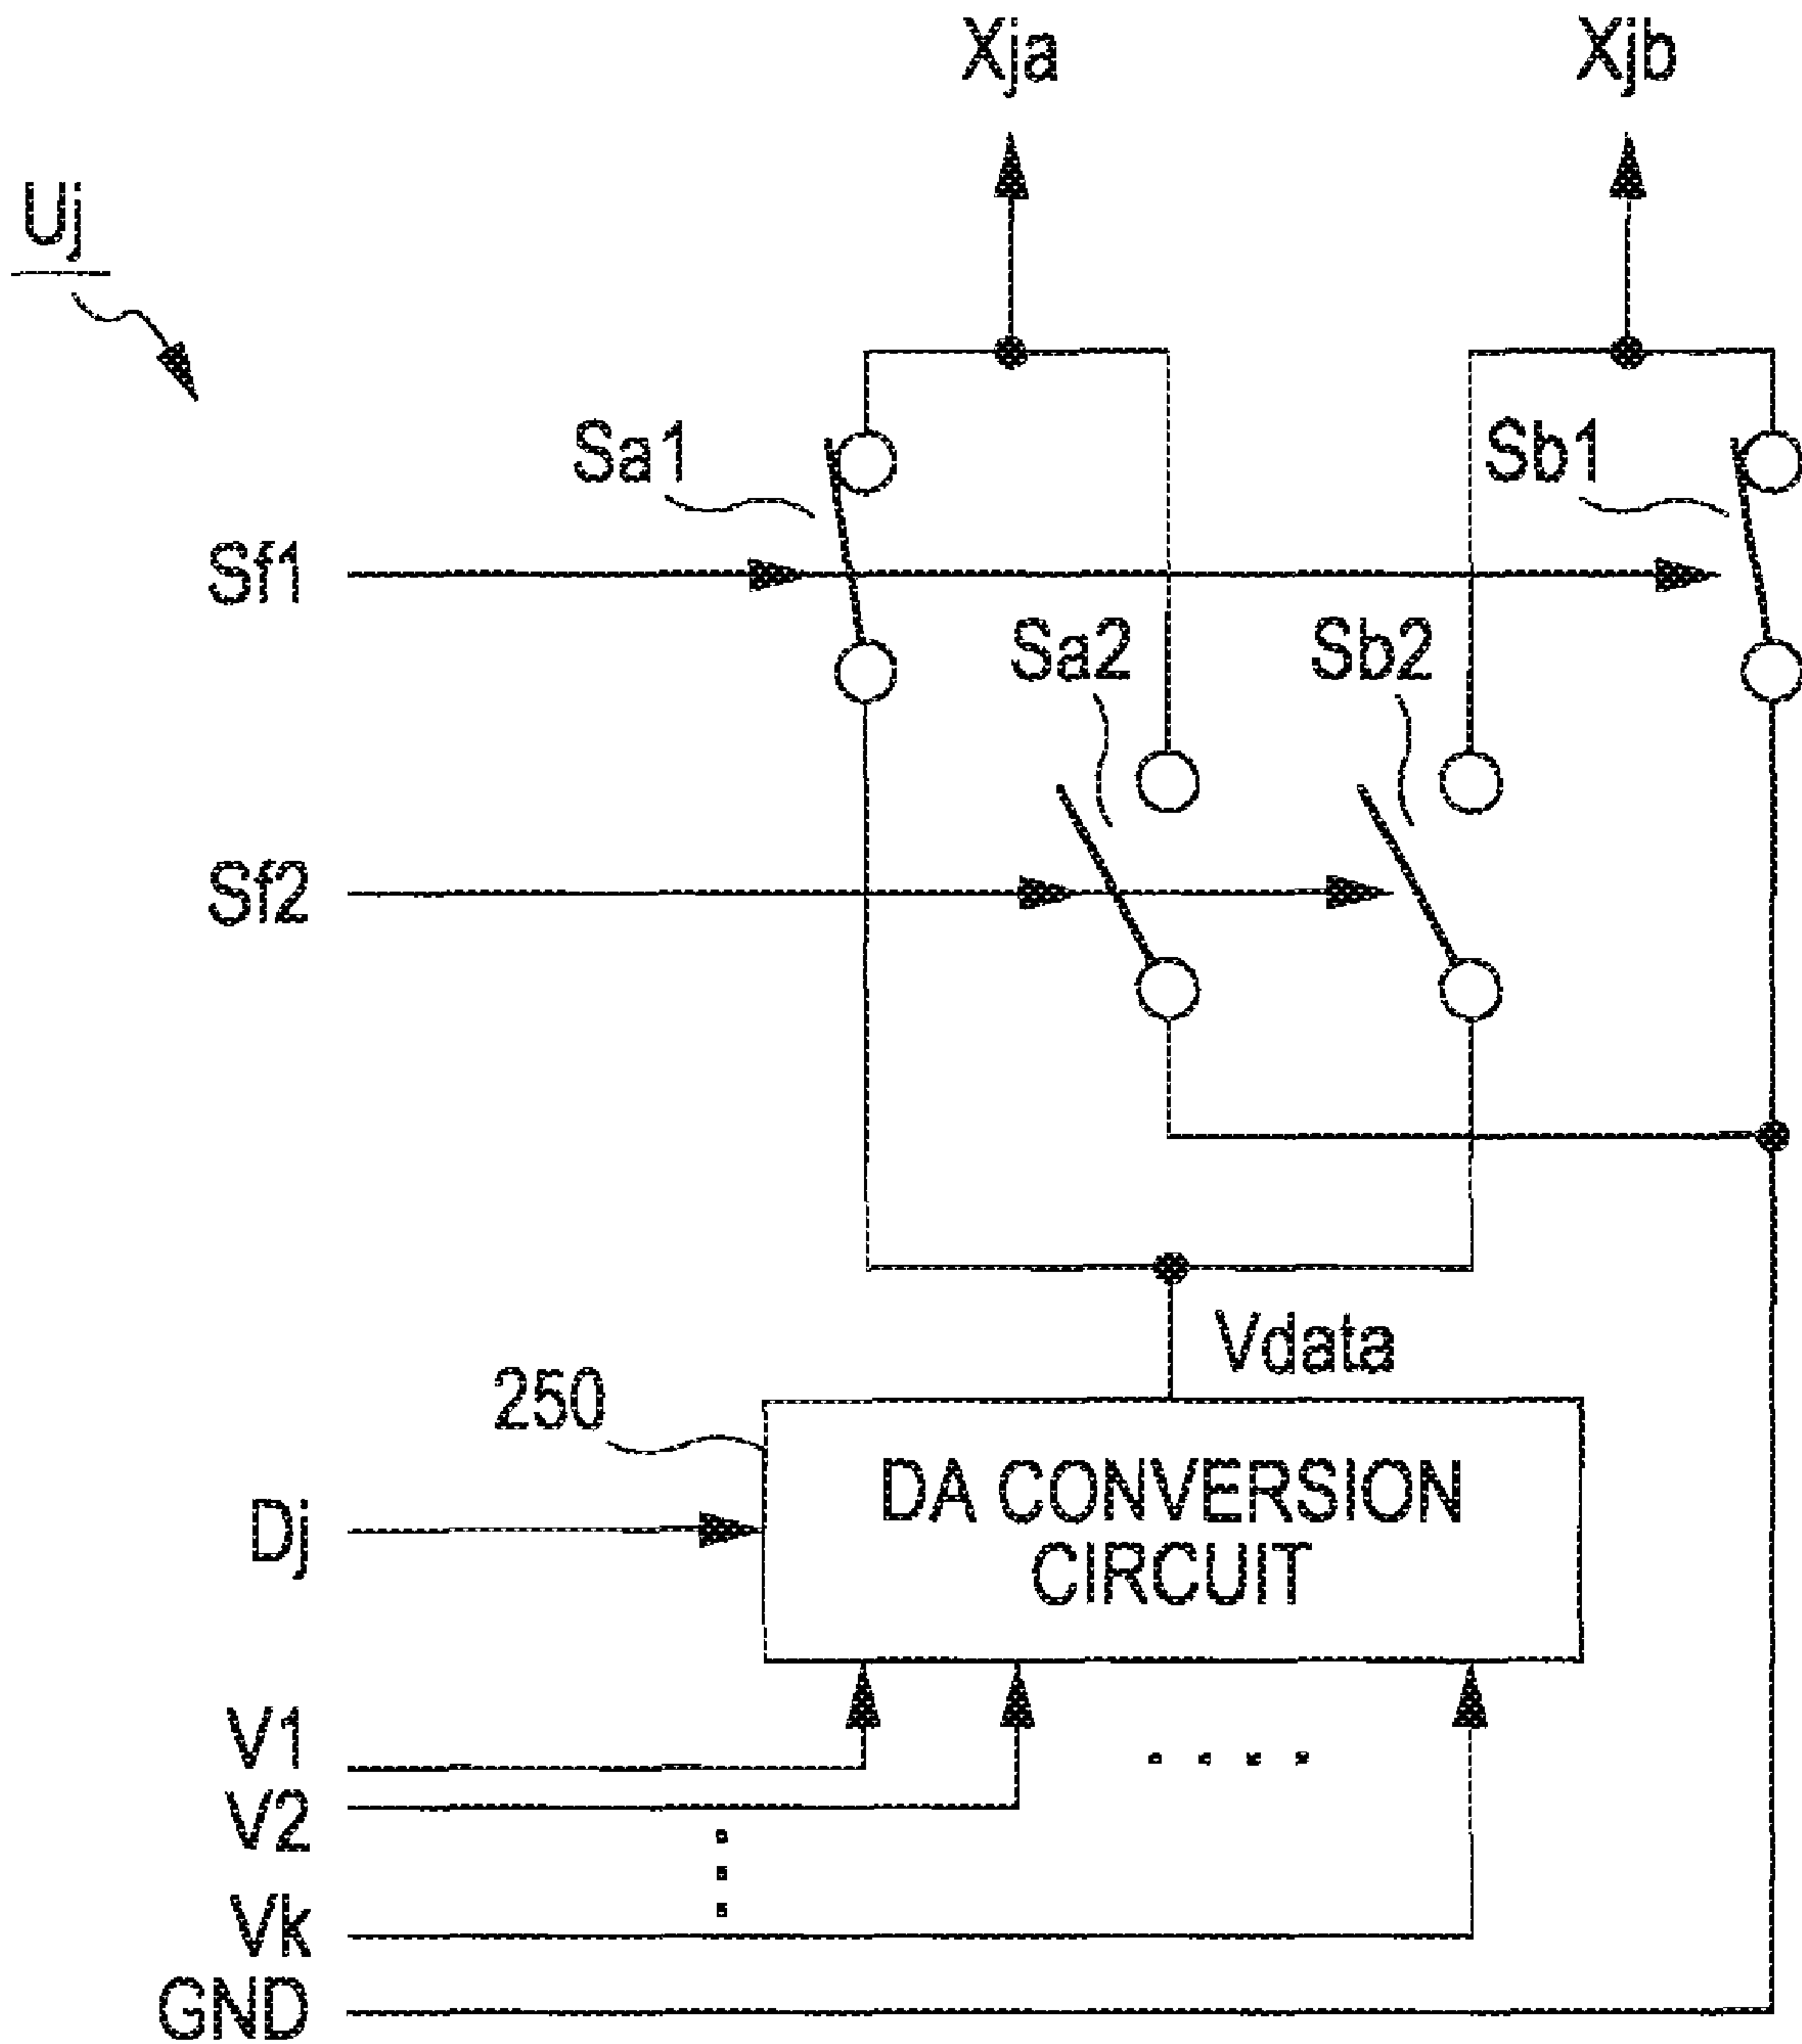 Xja
Xjb
Uj
Sa1
Sb1
Sf1
Sa2
Sb2
Sf2
Vdata
250
DA CONVERSION
CIRCUIT
Dj
V1
V2
Vk
GND